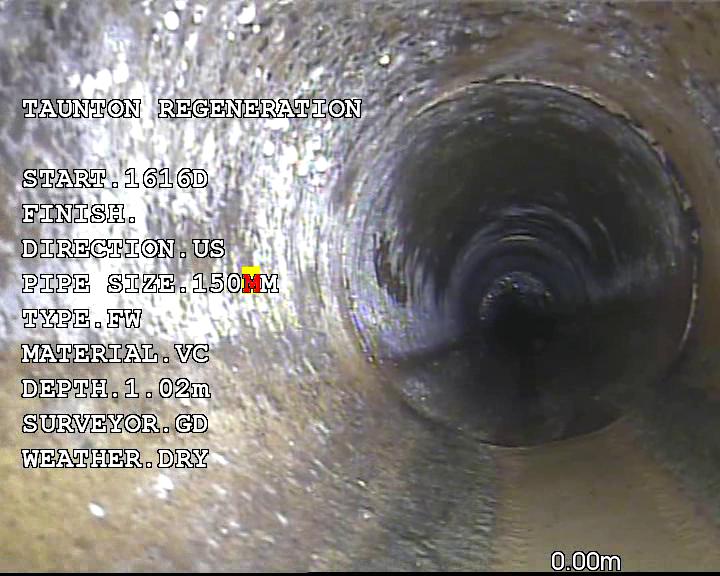 TAUNTON REGENERATION
START.1616D
FINISH.
DIRECTION.US
PIPE SIZE.150MM
TYPE.FW
MATERIAL.VC
DEPTH.1.02m
SURVEYOR.GD
WEATHER.DRY
0.00m